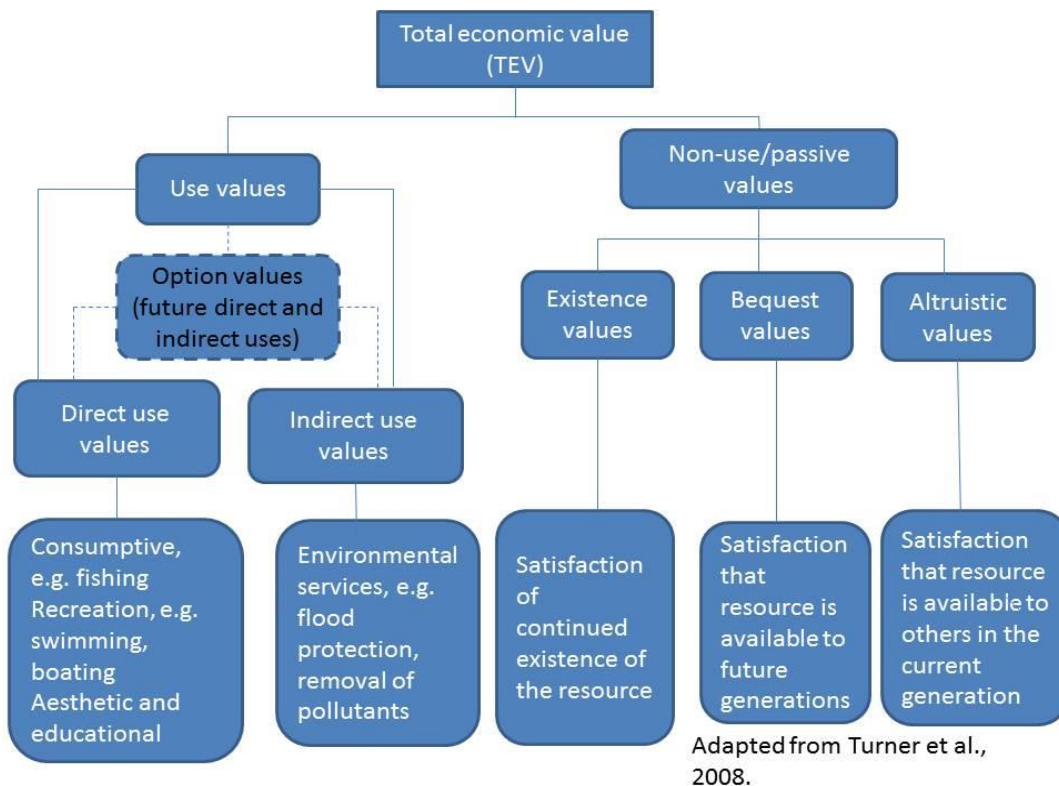 Total economic value
(TEV)
Use values
Non-use/passive
values
Option values
(future direct and
indirect uses)
Existence
values
Bequest
values
Altruistic
values
Direct use
values
Indirect use
values
Consumptive,
e.g. fishing
Recreation, e.g.
swimming,
boating
Aesthetic and
educational
Environmental
services, e.g.
flood
protection,
removal of
pollutants
Satisfaction
of
continued
existence of
the resource
Satisfaction
that
resource is
available to
future
generations
Satisfaction
that resource
is available to
others in the
current
generation
Adapted from Turner et al.,
2008.